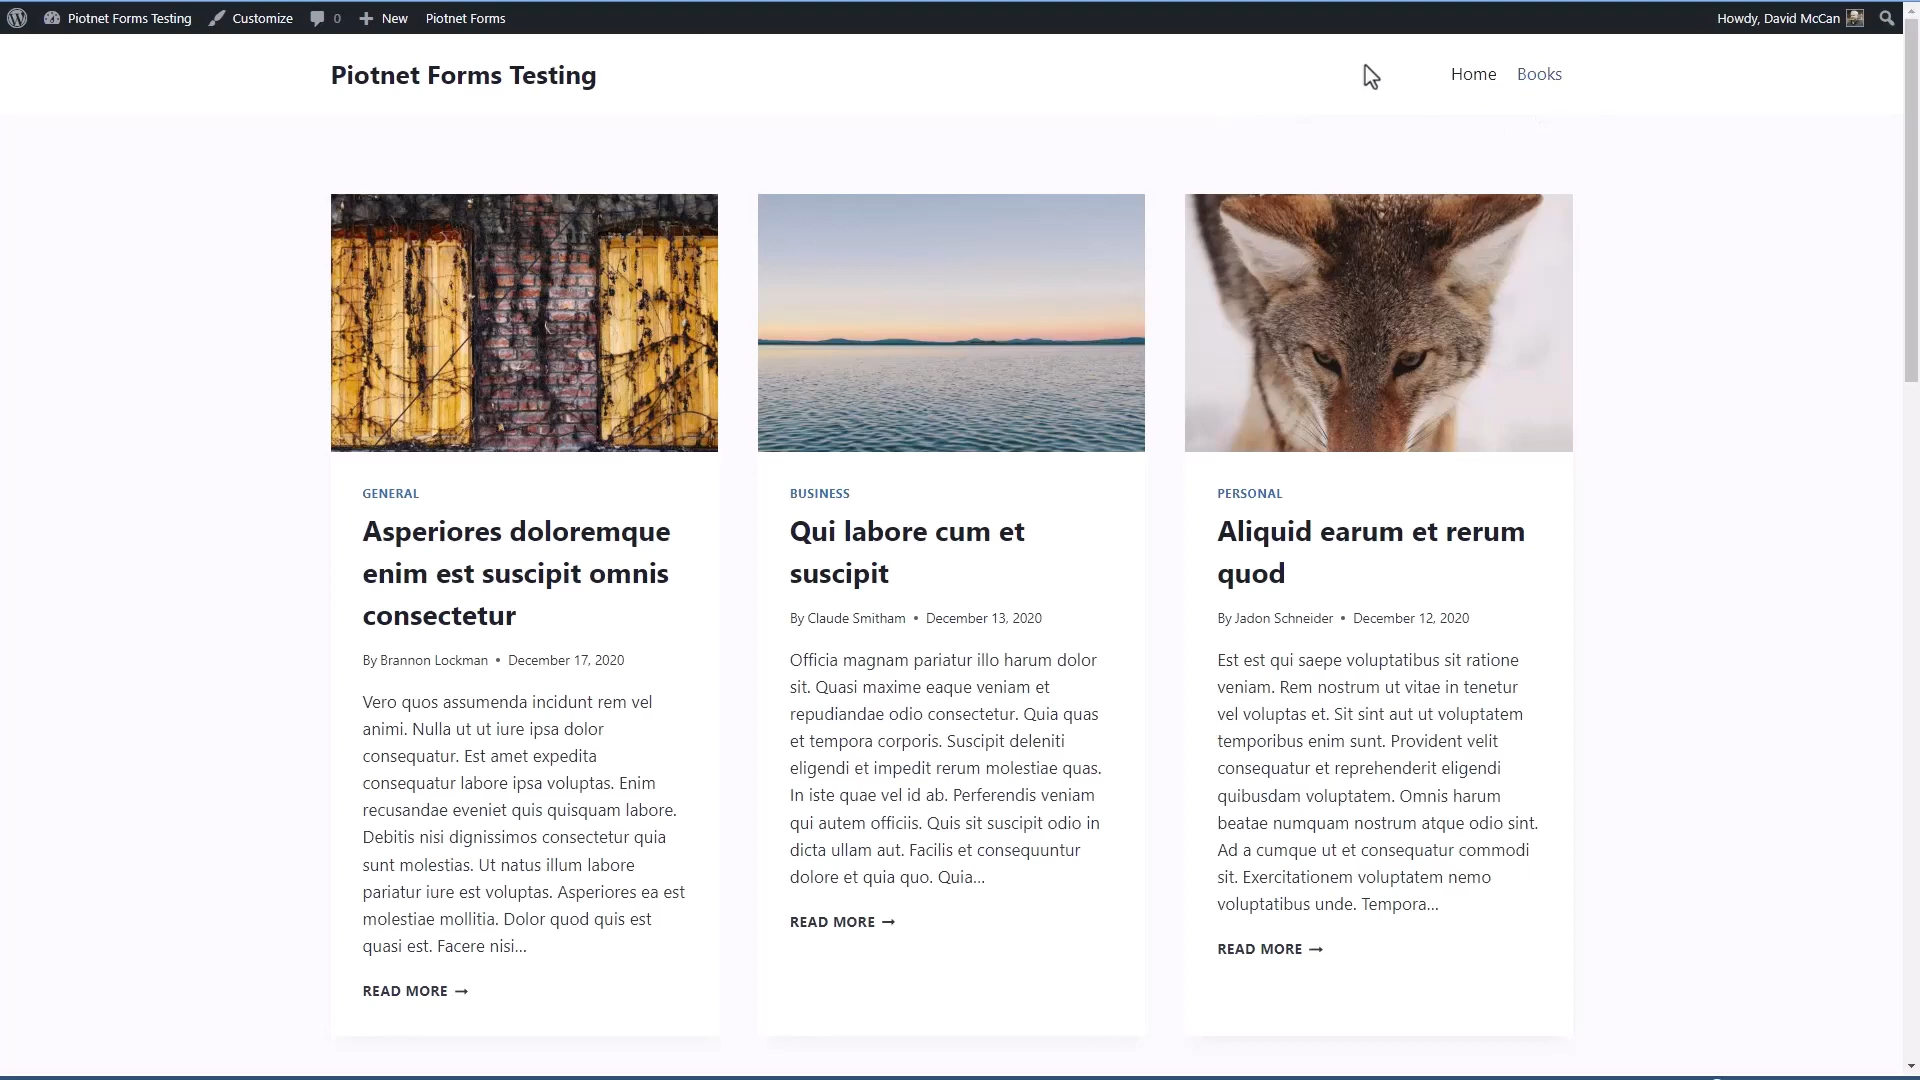 Piotnet Forms Testing Customize 0 New Piotnet Forms Howdy, David McCan
Piotnet Forms Testing Home Books
GENERAL
Asperiores doloremque
enim est suscipit omnis
consectetur
By Brannon Lockman • December 17, 2020
Vero quos assumenda incidunt rem vel
animi. Nulla ut ut iure ipsa dolor
consequatur. Est amet expedita
consequatur labore ipsa voluptas. Enim
recusandae eveniet quis quisquam labore.
Debitis nisi dignissimos consectetur quia
sunt molestias. Ut natus illum labore
pariatur iure est voluptas. Asperiores ea est
molestiae mollitia. Dolor quod quis est
quasi est. Facere nisi...
READ MORE →
BUSINESS
Qui labore cum et
suscipit
By Claude Smitham • December 13, 2020
Officia magnam pariatur illo harum dolor
sit. Quasi maxime eaque veniam et
repudiandae odio consectetur. Quia quas
et tempora corporis. Suscipit deleniti
eligendi et impedit rerum molestiae quas.
In iste quae vel id ab. Perferendis veniam
qui autem officiis. Quis sit suscipit odio in
dicta ullam aut. Facilis et consequuntur
dolore et quia quo. Quia...
READ MORE →
PERSONAL
Aliquid earum et rerum
quod
By Jadon Schneider • December 12, 2020
Est est qui saepe voluptatibus sit ratione
veniam. Rem nostrum ut vitae in tenetur
vel voluptas et. Sit sint aut ut voluptatem
temporibus enim sunt. Provident velit
consequatur et reprehenderit eligendi
quibusdam voluptatem. Omnis harum
beatae numquam nostrum atque odio sint.
Ad a cumque ut et consequatur commodi
sit. Exercitationem voluptatem nemo
voluptatibus unde. Tempora...
READ MORE →